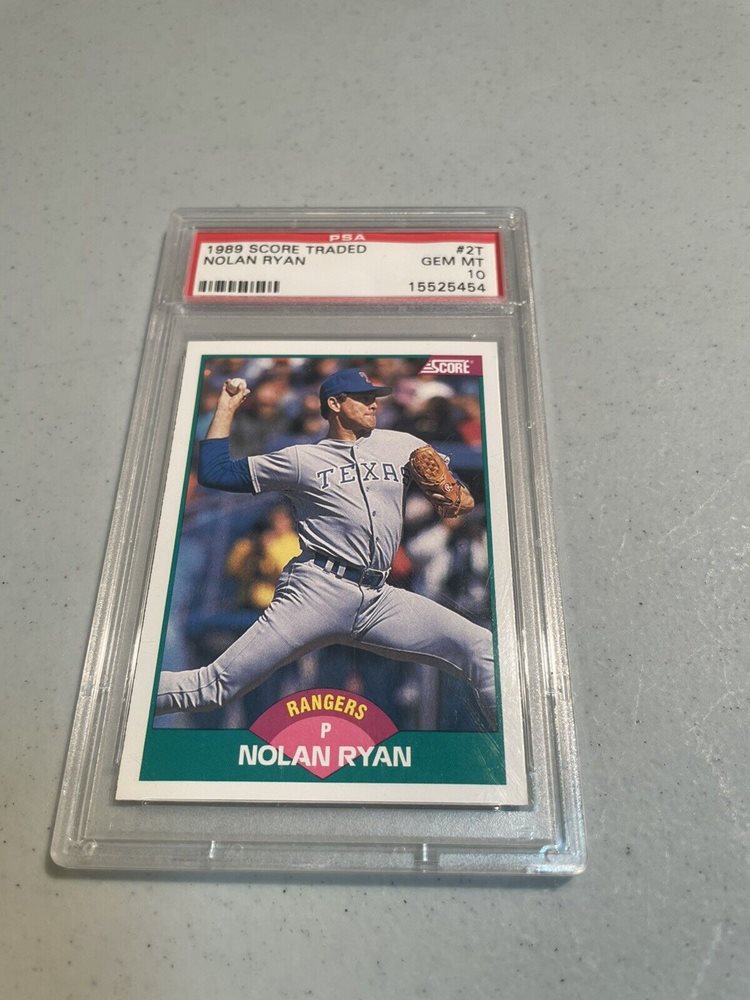 PSA
1989 SCORE TRADED #2T
NOLAN RYAN GEM MT
10
15525454
SCORE
TEXAS
RANGERS
P
NOLAN RYAN